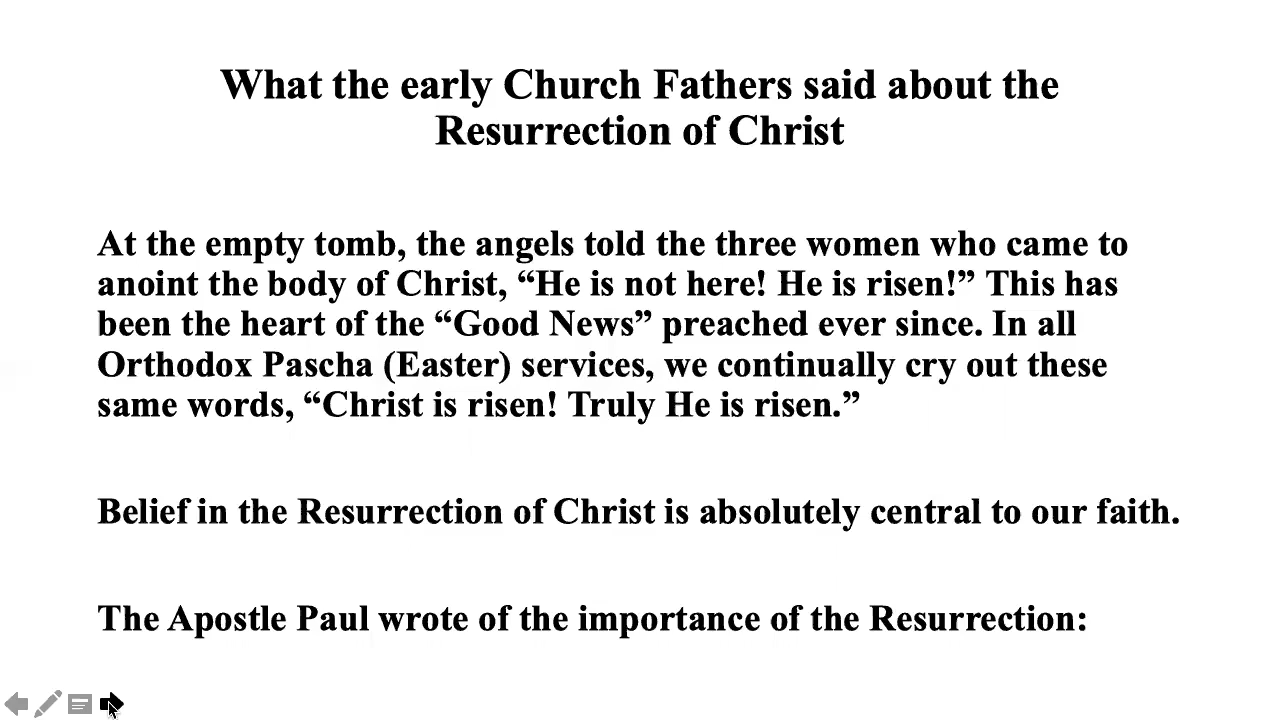 What the early Church Fathers said about the
Resurrection of Christ
At the empty tomb, the angels told the three women who came to
anoint the body of Christ, “He is not here! He is risen!” This has
been the heart of the “Good News” preached ever since. In all
Orthodox Pascha (Easter) services, we continually cry out these
same words, “Christ is risen! Truly He is risen.”
Belief in the Resurrection of Christ is absolutely central to our faith.
The Apostle Paul wrote of the importance of the Resurrection: